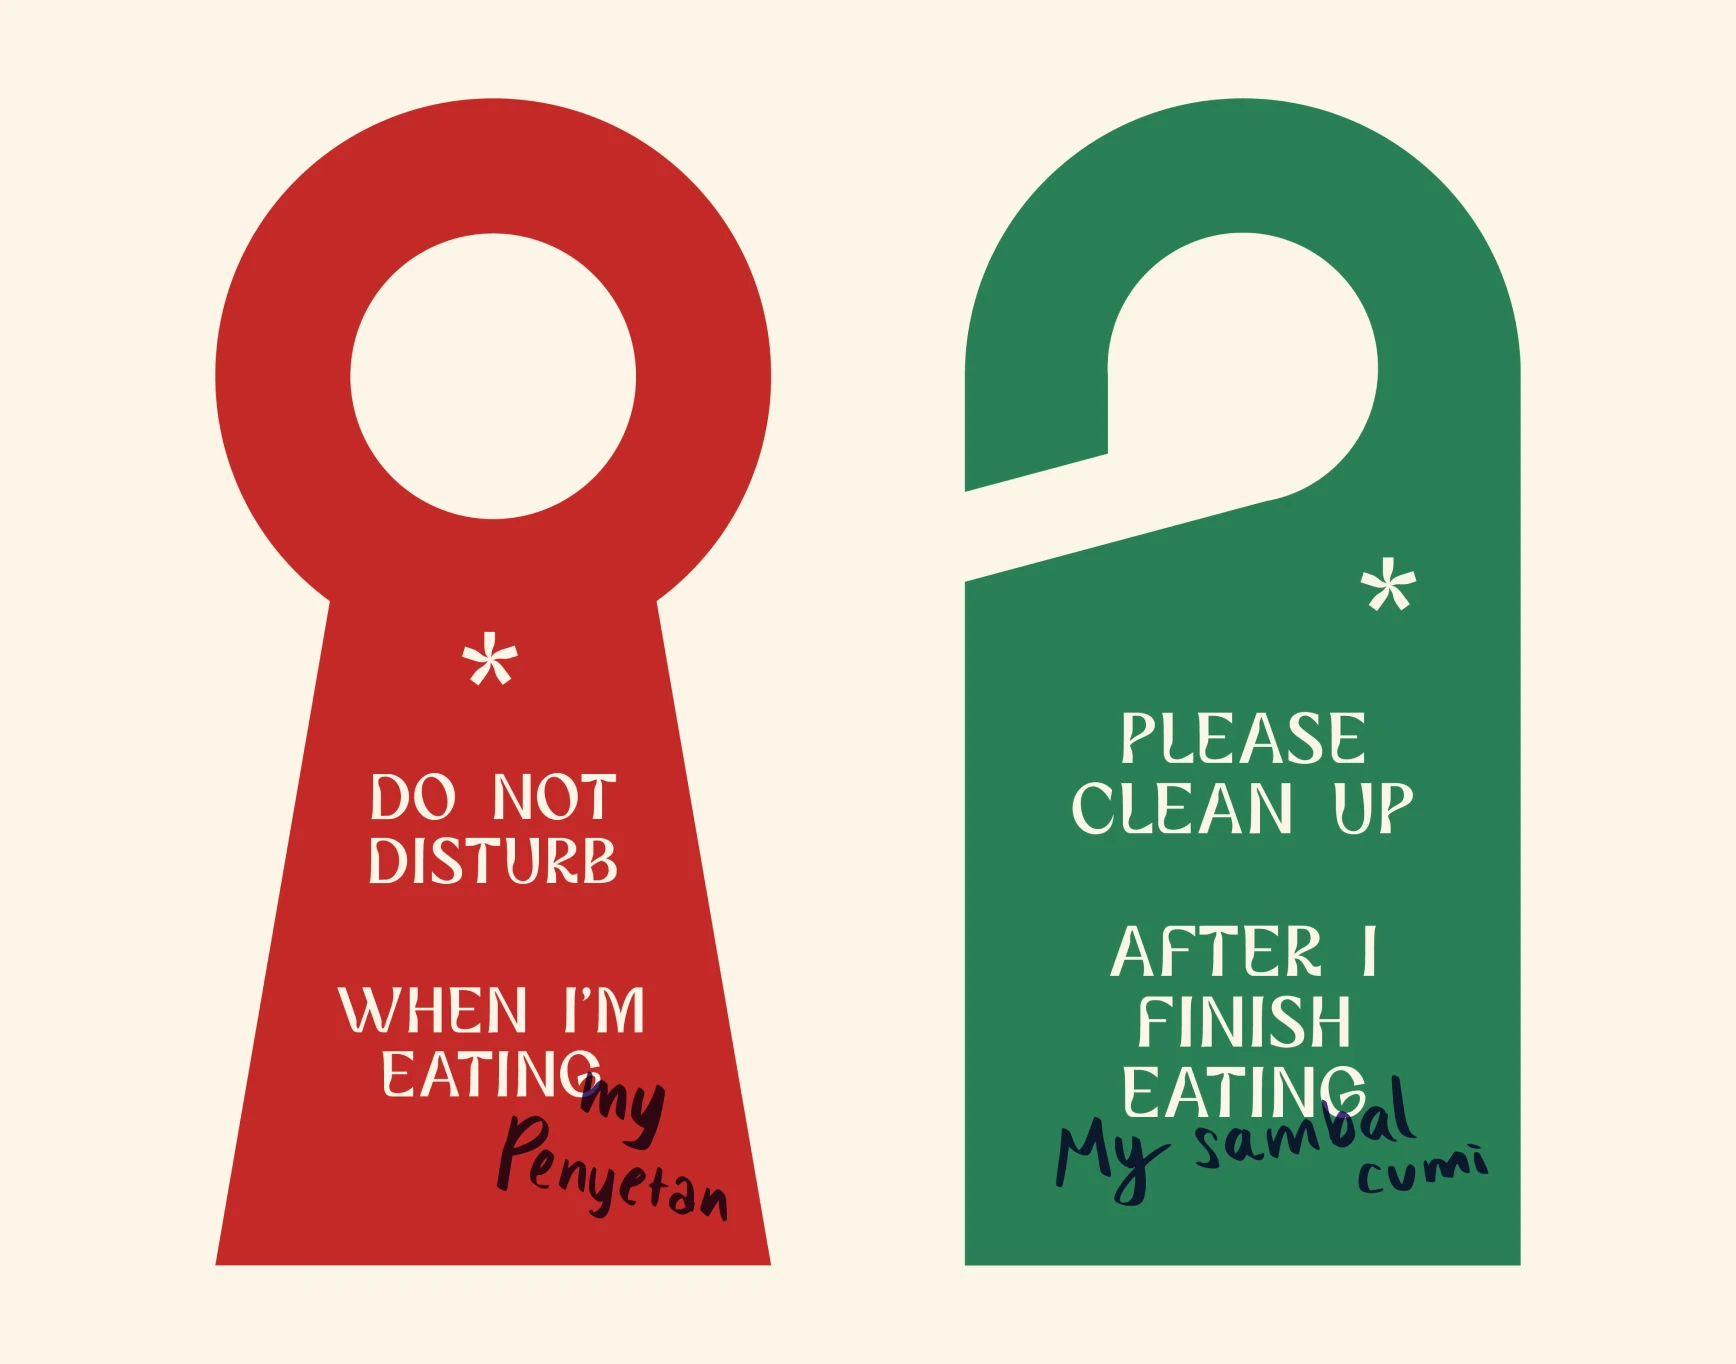 *
DO NOT
DISTURB
WHEN I’M
EATING
my
Penyetan
*
PLEASE
CLEAN UP
AFTER I
FINISH
EATING
My sambal
cumi